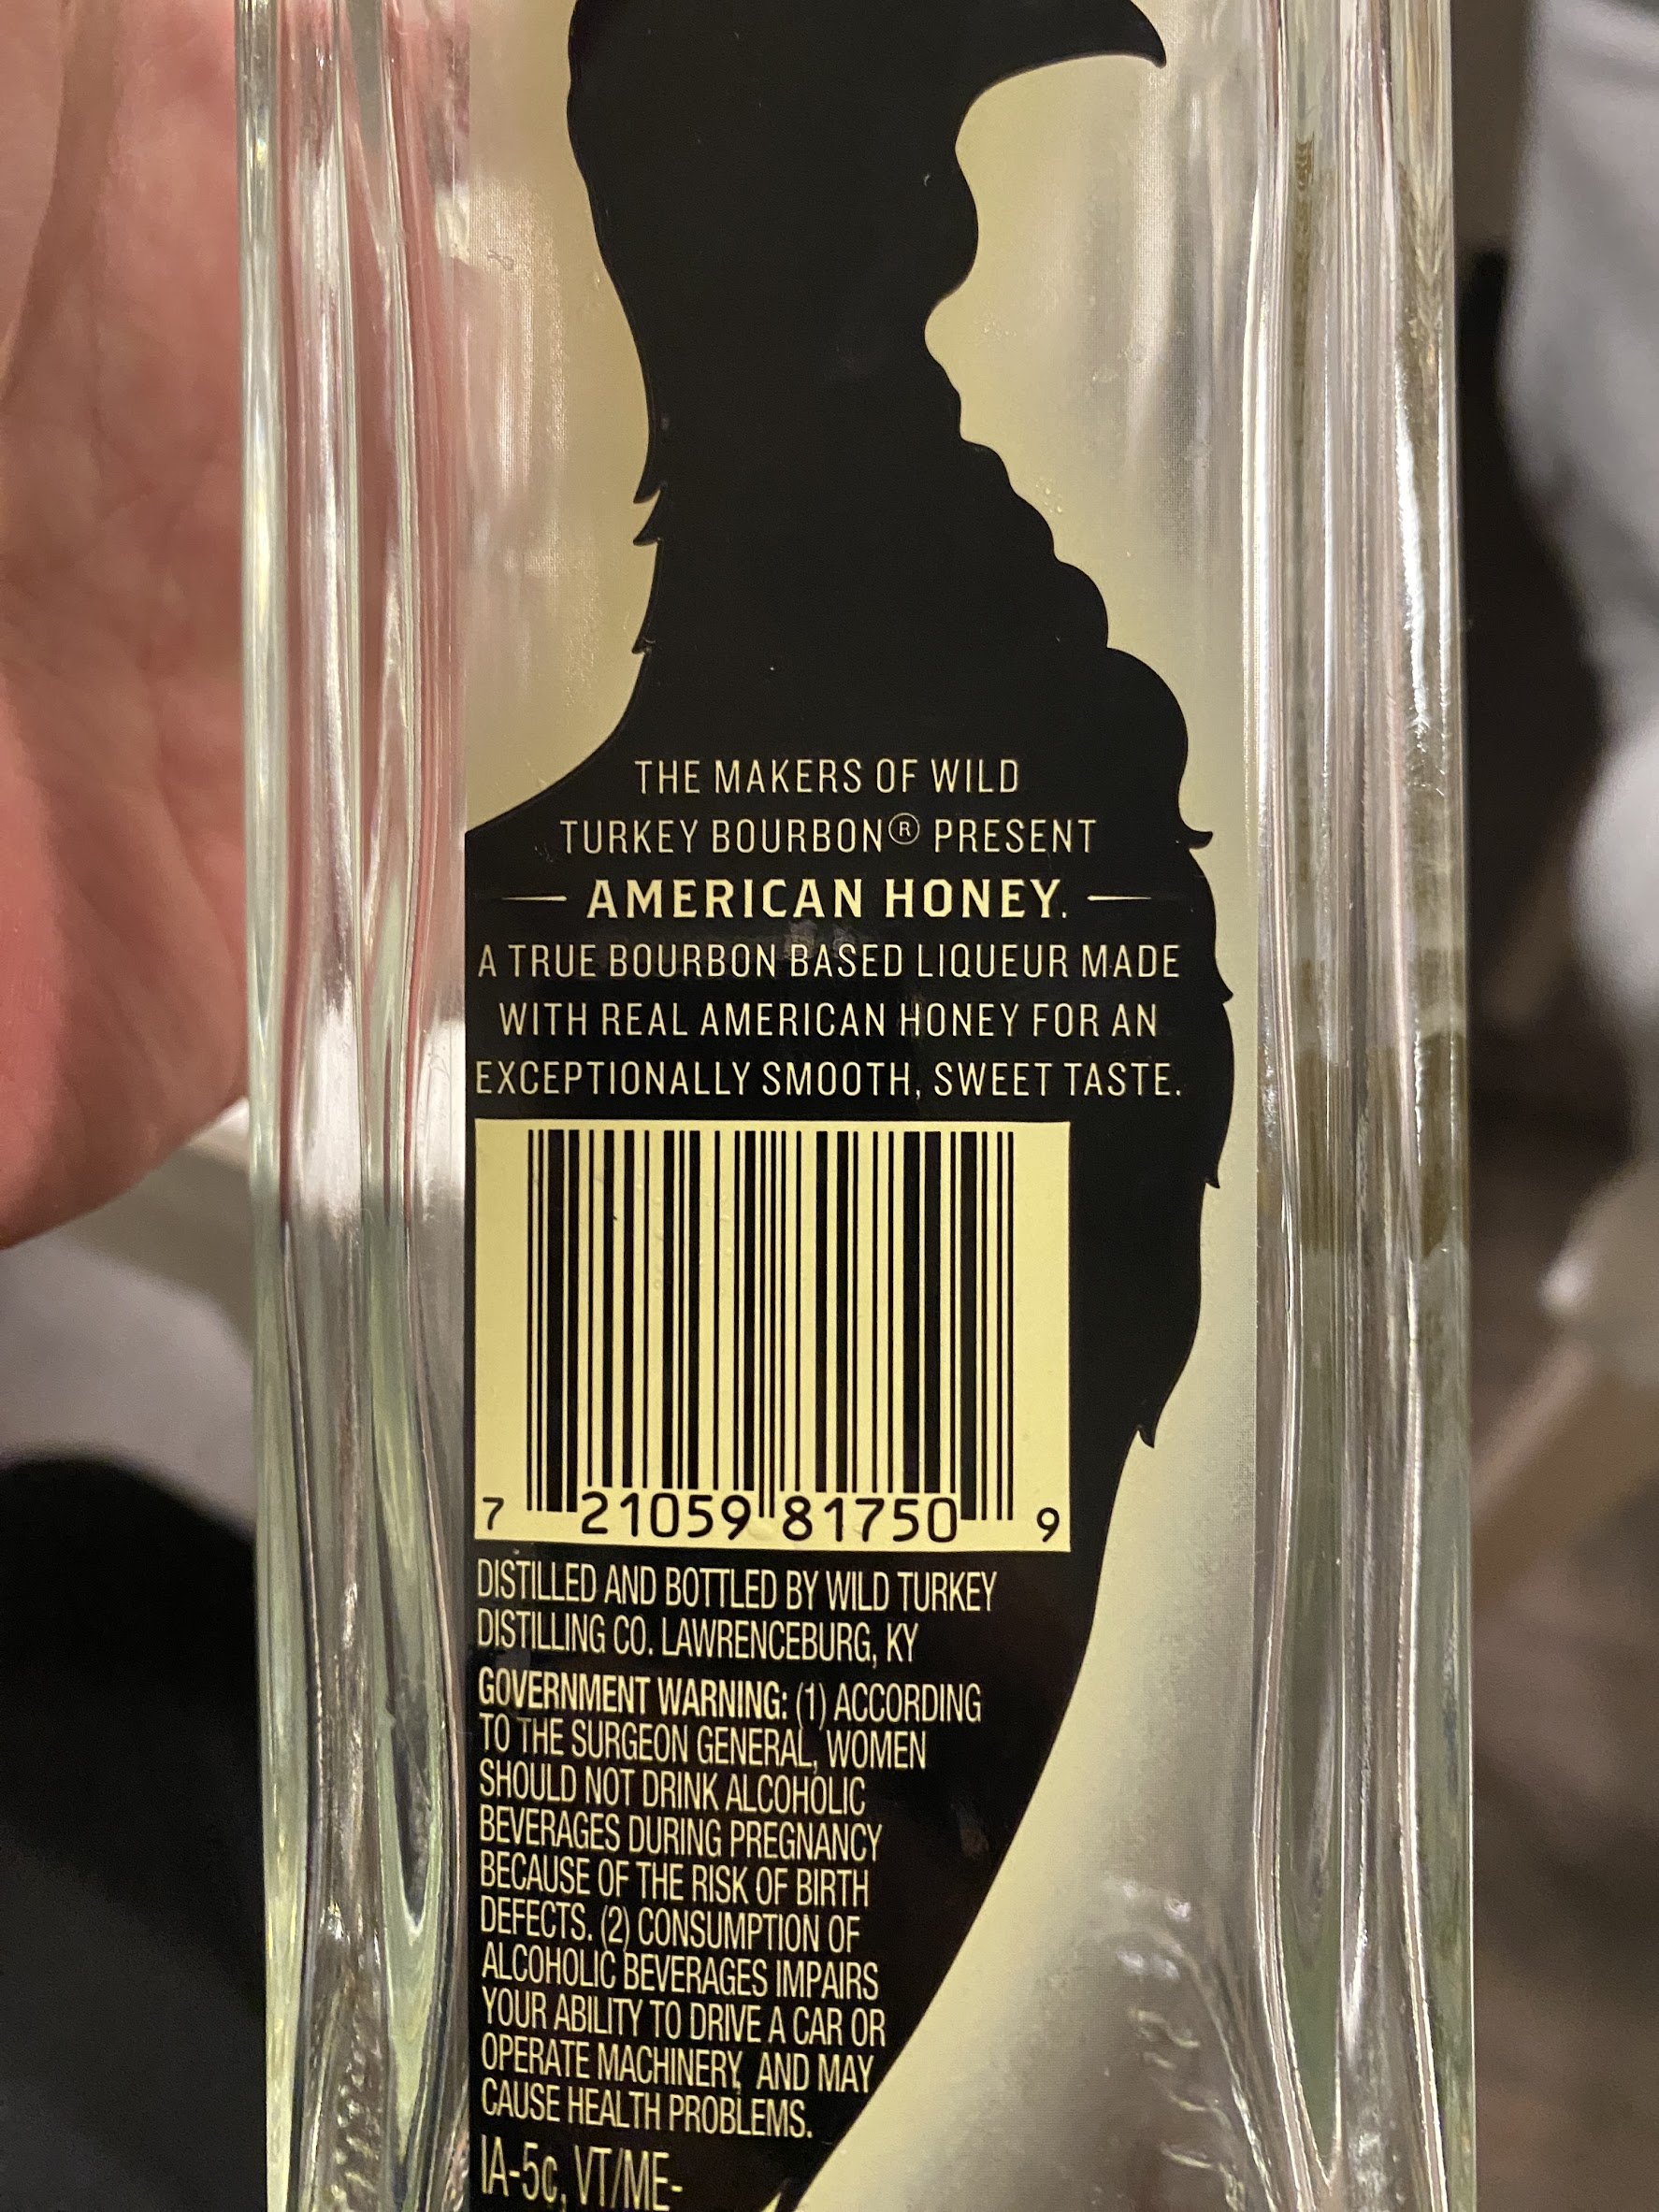 THE MAKERS OF WILD
TURKEY BOURBON® PRESENT
AMERICAN HONEY.
A TRUE BOURBON BASED LIQUEUR MADE
WITH REAL AMERICAN HONEY FOR AN
EXCEPTIONALLY SMOOTH, SWEET TASTE.
7 21059 81750 9
DISTILLED AND BOTTLED BY WILD TURKEY
DISTILLING CO. LAWRENCEBURG, KY
GOVERNMENT WARNING: (1) ACCORDING
TO THE SURGEON GENERAL, WOMEN
SHOULD NOT DRINK ALCOHOLIC
BEVERAGES DURING PREGNANCY
BECAUSE OF THE RISK OF BIRTH
DEFECTS. (2) CONSUMPTION OF
ALCOHOLIC BEVERAGES IMPAIRS
YOUR ABILITY TO DRIVE A CAR OR
OPERATE MACHINERY, AND MAY
CAUSE HEALTH PROBLEMS.
IA-5¢, VT/ME-